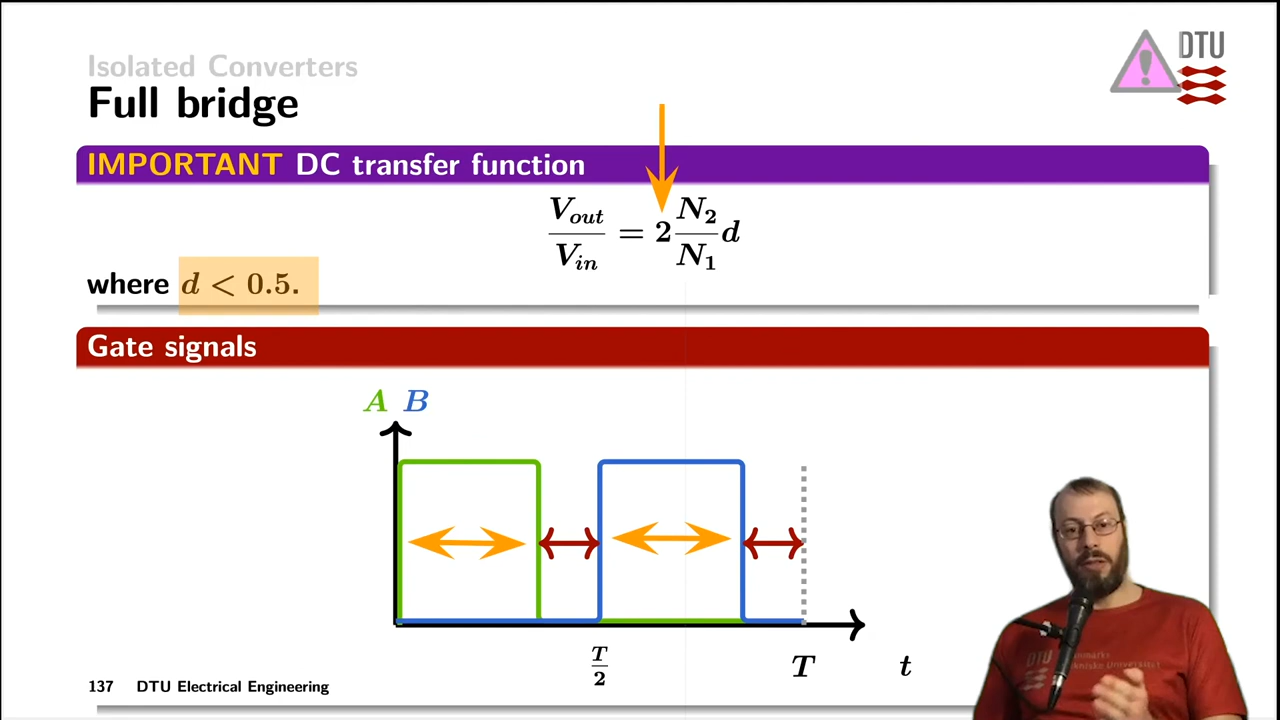 Isolated Converters
Full bridge
DTU
IMPORTANT DC transfer function
V_out / V_in = 2 N_2 / N_1 d
where d < 0.5.
Gate signals
A B
T/2
T
t
DTU
137 DTU Electrical Engineering